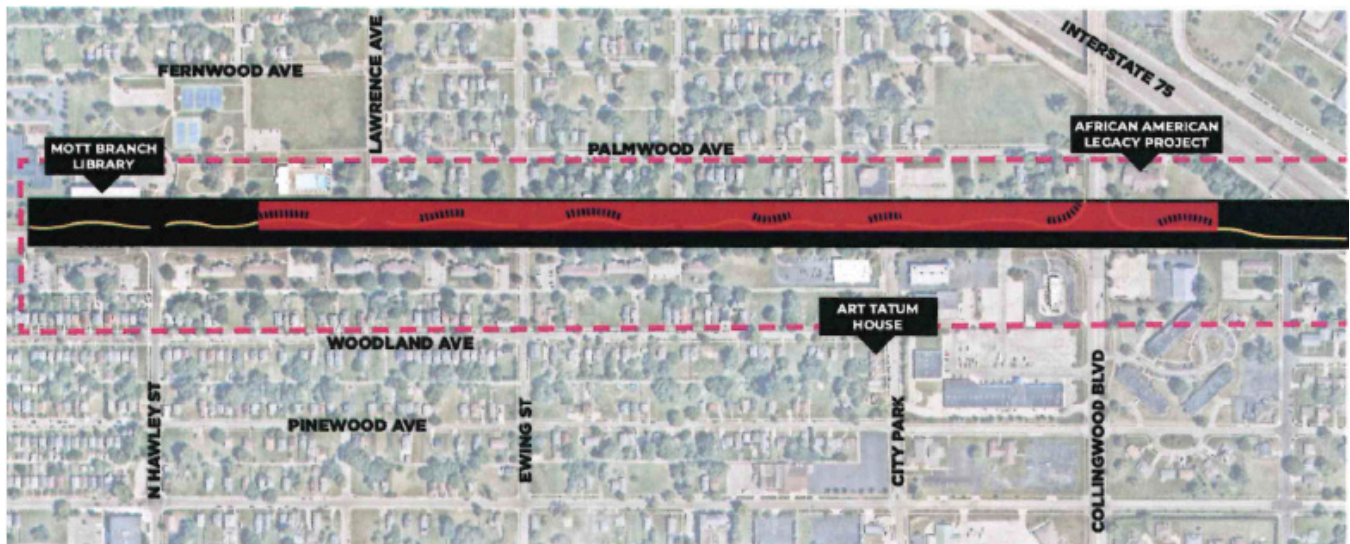 LAWRENCE AVE
INTERSTATE 75
FERNWOOD AVE
MOTT BRANCH
LIBRARY
PALMWOOD AVE
AFRICAN AMERICAN
LEGACY PROJECT
ART TATUM
HOUSE
WOODLAND AVE
N HAWLEY ST
PINEWOOD AVE
EWING ST
CITY PARK
COLLINGWOOD BLVD